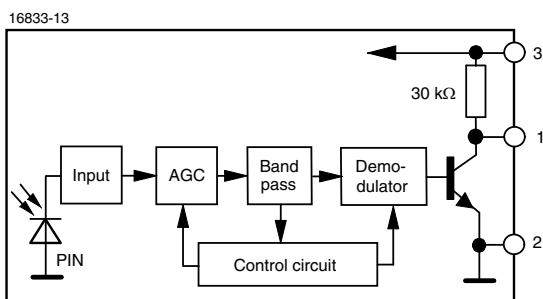 16833-13
3
30 kΩ
1
Input
AGC
Band
pass
Demo-
dulator
2
PIN
Control circuit